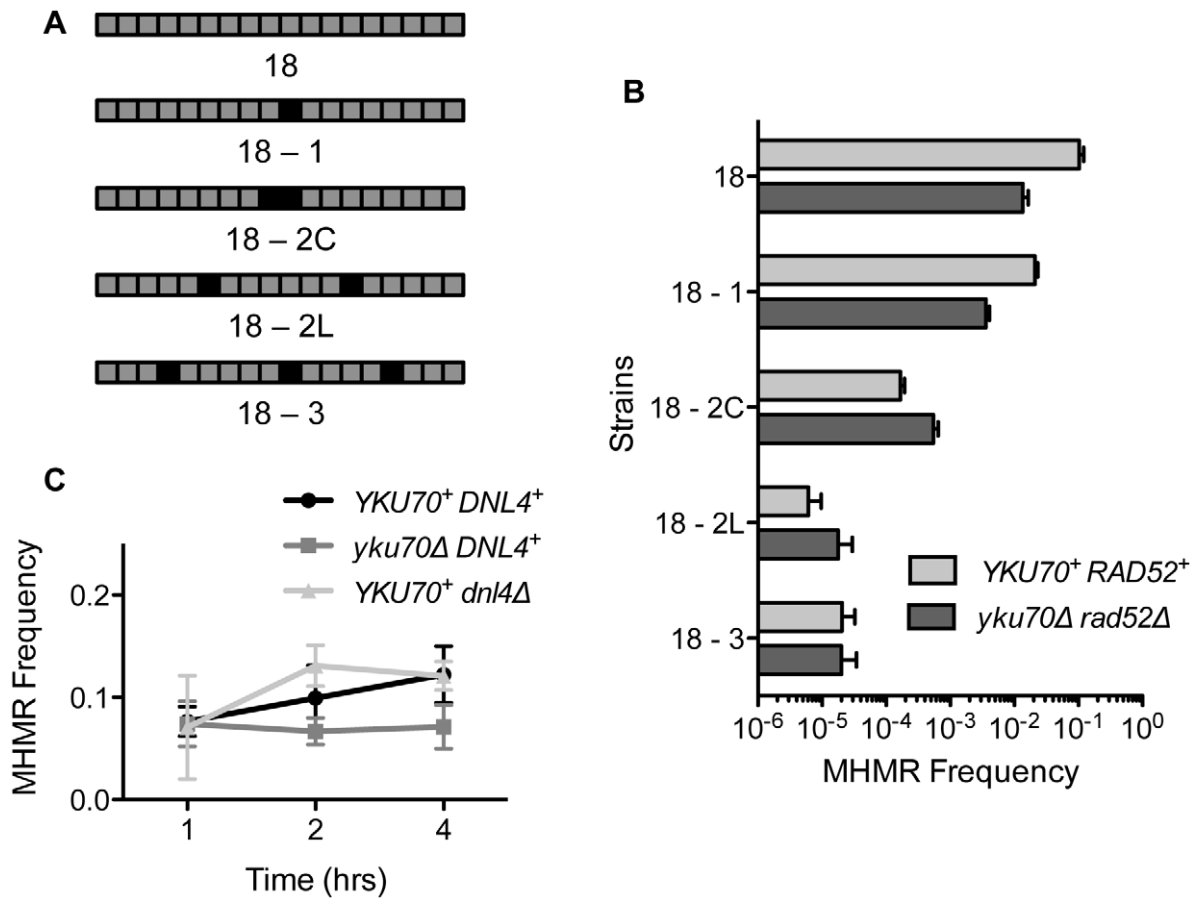 A
18
18 – 1
18 – 2C
18 – 2L
18 – 3
B
Strains
18
18 - 1
18 - 2C
18 - 2L
18 - 3
YKU70⁺ RAD52⁺
yku70Δ rad52Δ
10⁻⁶ 10⁻⁵ 10⁻⁴ 10⁻³ 10⁻² 10⁻¹ 10⁰
MHMR Frequency
C
YKU70⁺ DNL4⁺
yku70Δ DNL4⁺
YKU70⁺ dnl4Δ
MHMR Frequency
0.2
0.1
0.0
1 2 4
Time (hrs)